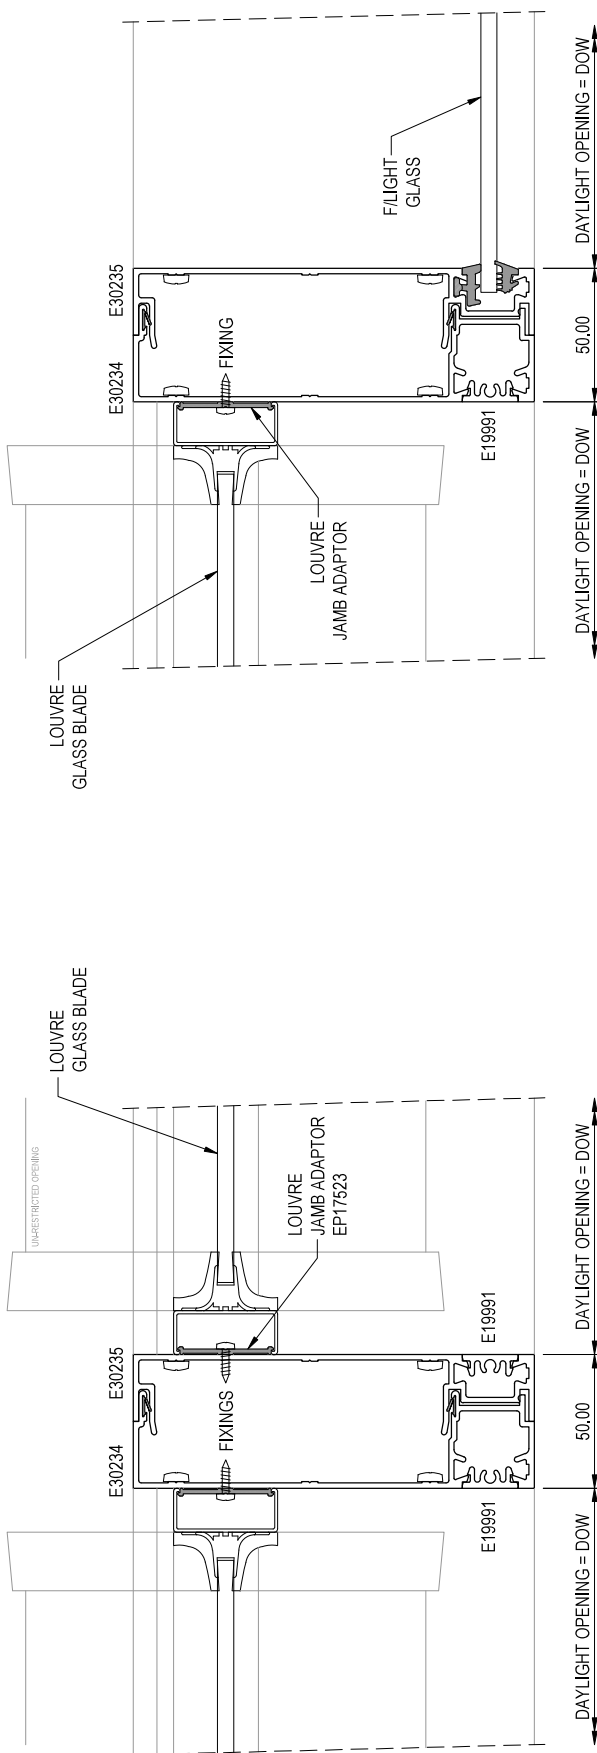 UN-RESTRICTED OPENING
LOUVRE
GLASS BLADE
E30234
E30235
FIXINGS
LOUVRE
JAMB ADAPTOR
EP17523
E19991
E19991
DAYLIGHT OPENING = DOW
50.00
DAYLIGHT OPENING = DOW
LOUVRE
GLASS BLADE
E30234
E30235
FIXING
LOUVRE
JAMB ADAPTOR
F/LIGHT
GLASS
E19991
DAYLIGHT OPENING = DOW
50.00
DAYLIGHT OPENING = DOW